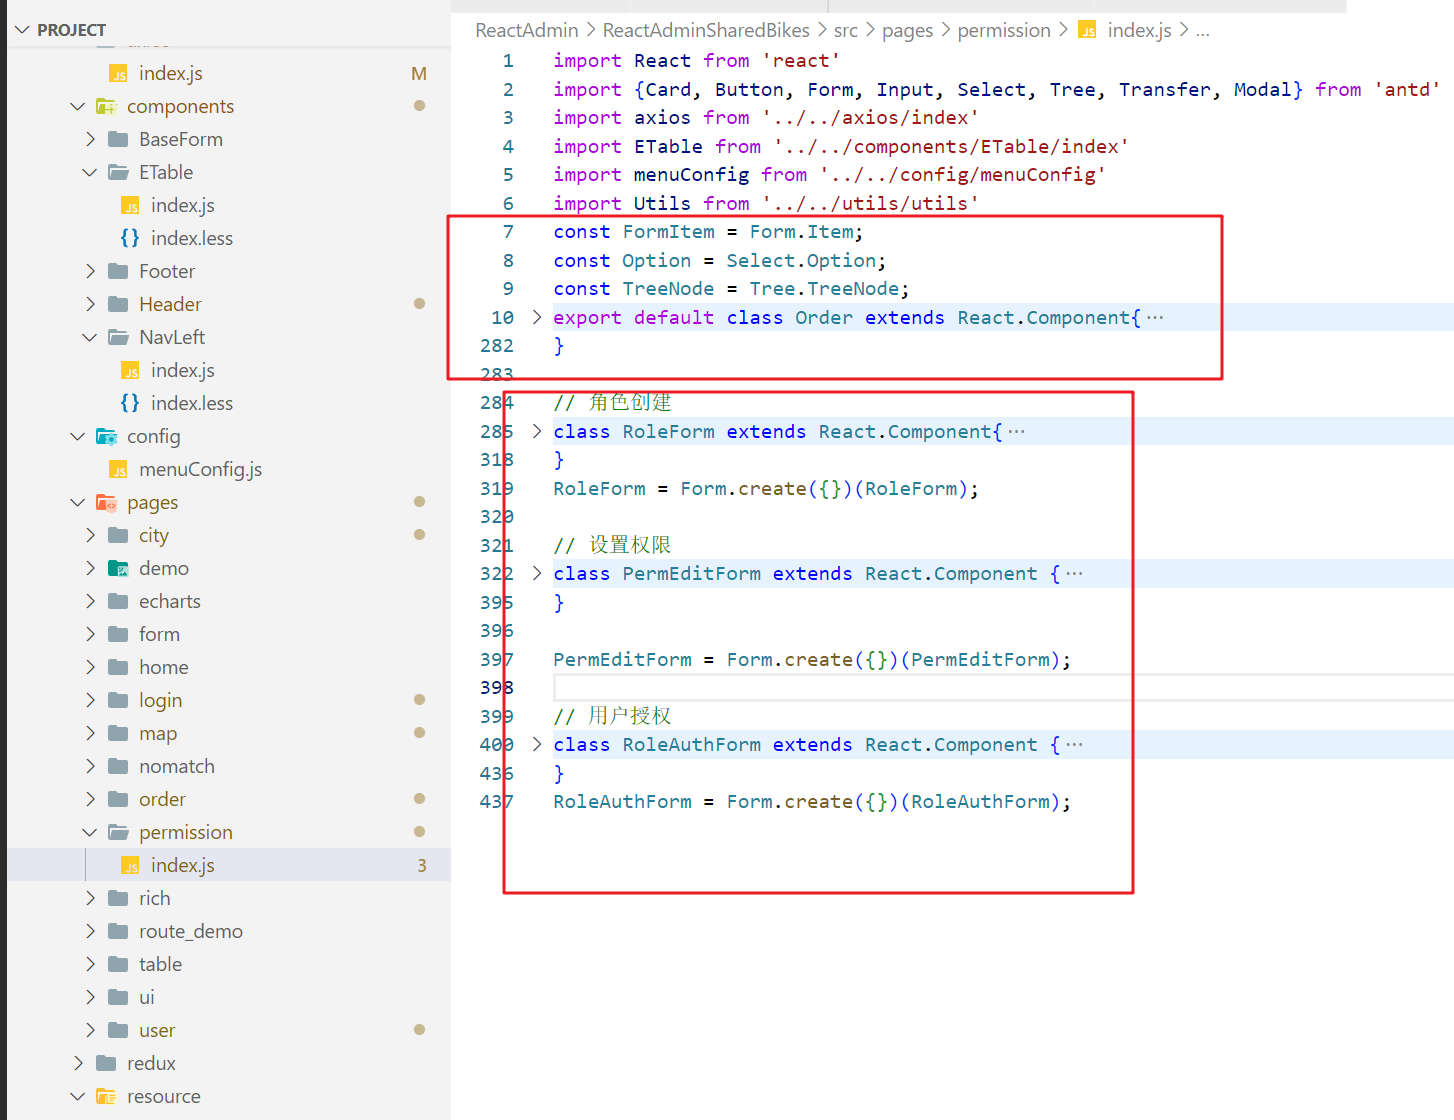 PROJECT
index.js M
components
BaseForm
ETable
index.js
index.less
Footer
Header
NavLeft
index.js
index.less
config
menuConfig.js
pages
city
demo
echarts
form
home
login
map
nomatch
order
permission
index.js 3
rich
route_demo
table
ui
user
redux
resource
ReactAdmin > ReactAdminSharedBikes > src > pages > permission > JS index.js > ...
1 import React from 'react'
2 import {Card, Button, Form, Input, Select, Tree, Transfer, Modal} from 'antd'
3 import axios from '../../axios/index'
4 import ETable from '../../components/ETable/index'
5 import menuConfig from '../../config/menuConfig'
6 import Utils from '../../utils/utils'
7 const FormItem = Form.Item;
8 const Option = Select.Option;
9 const TreeNode = Tree.TreeNode;
10 export default class Order extends React.Component{ ···
282 }
283
284 // 角色创建
285 class RoleForm extends React.Component{ ···
318 }
319 RoleForm = Form.create({})(RoleForm);
320
321 // 设置权限
322 class PermEditForm extends React.Component { ···
395 }
396
397 PermEditForm = Form.create({})(PermEditForm);
398
399 // 用户授权
400 class RoleAuthForm extends React.Component { ···
436 }
437 RoleAuthForm = Form.create({})(RoleAuthForm);